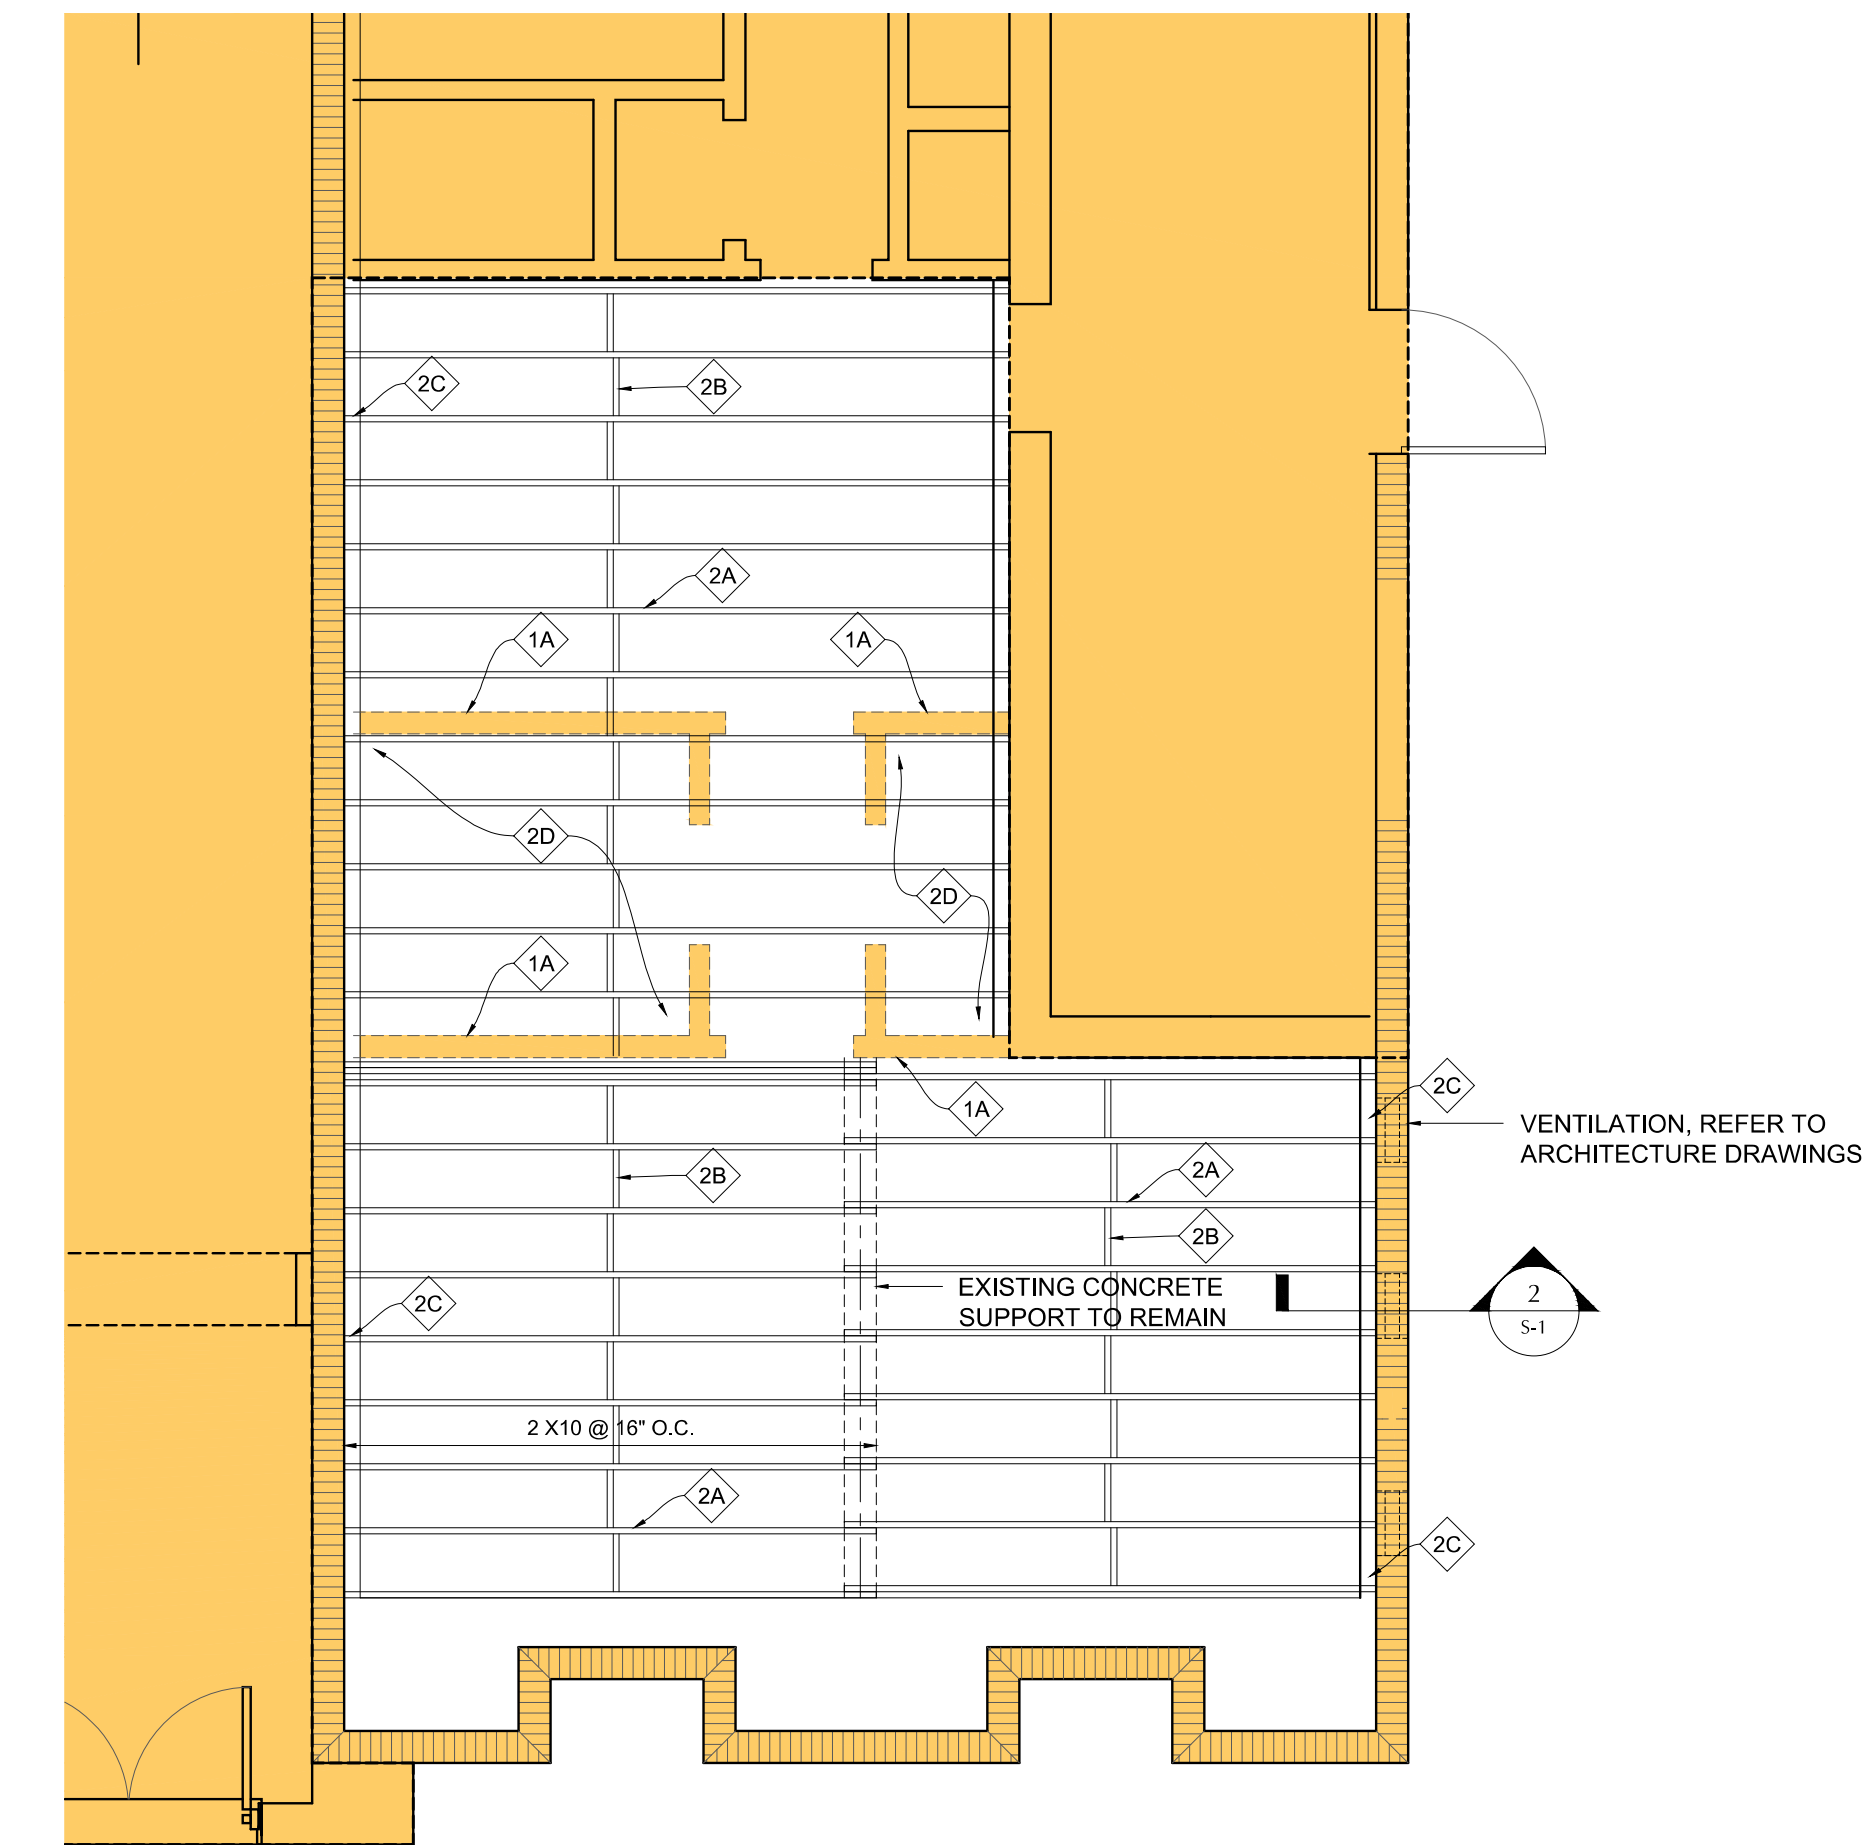 2C
2B
2A
1A
1A
2D
2D
1A
1A
2C
VENTILATION, REFER TO
ARCHITECTURE DRAWINGS
2B
2A
2B
EXISTING CONCRETE
SUPPORT TO REMAIN
2C
2
S-1
2 X10 @ 16" O.C.
2A
2C